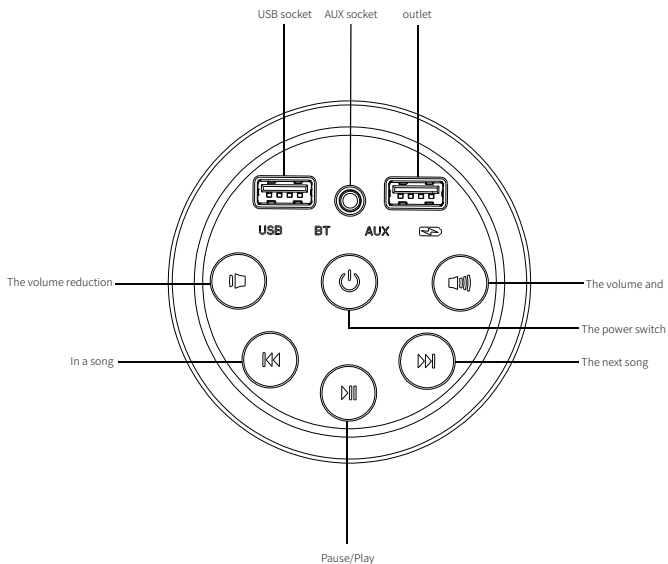 USB socket
AUX socket
outlet
USB
BT
AUX
The volume reduction
The volume and
The power switch
In a song
The next song
Pause/Play